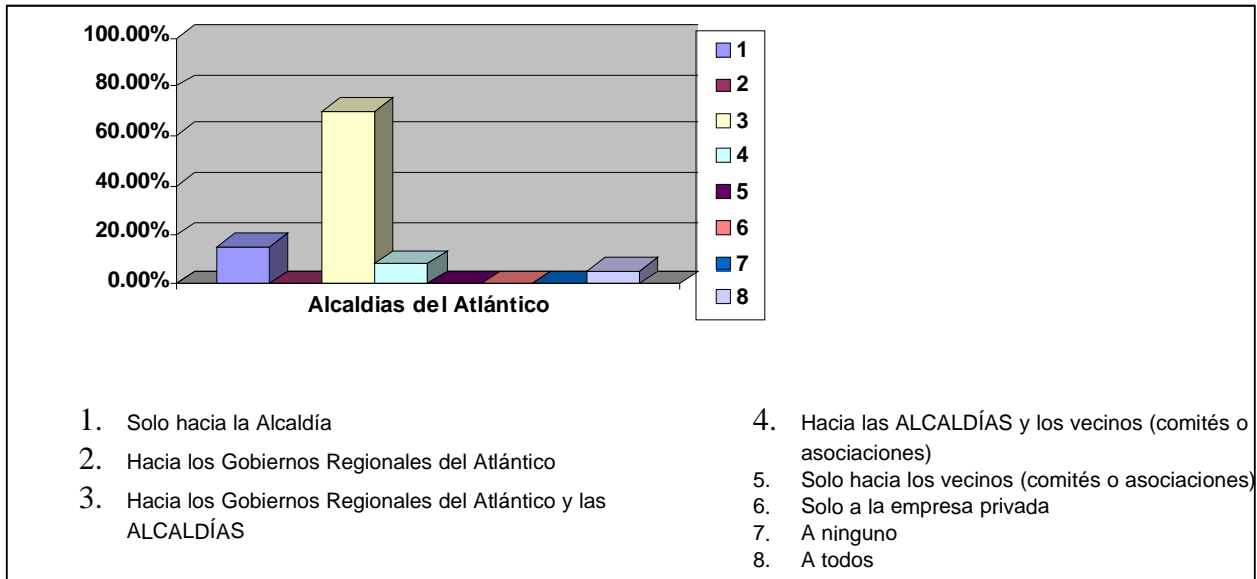 100.00%
80.00%
60.00%
40.00%
20.00%
0.00%
Alcaldias del Atlántico
1
2
3
4
5
6
7
8
1. Solo hacia la Alcaldía
2. Hacia los Gobiernos Regionales del Atlántico
3. Hacia los Gobiernos Regionales del Atlántico y las
ALCALDÍAS
4. Hacia las ALCALDÍAS y los vecinos (comités o
asociaciones)
5. Solo hacia los vecinos (comités o asociaciones)
6. Solo a la empresa privada
7. A ninguno
8. A todos